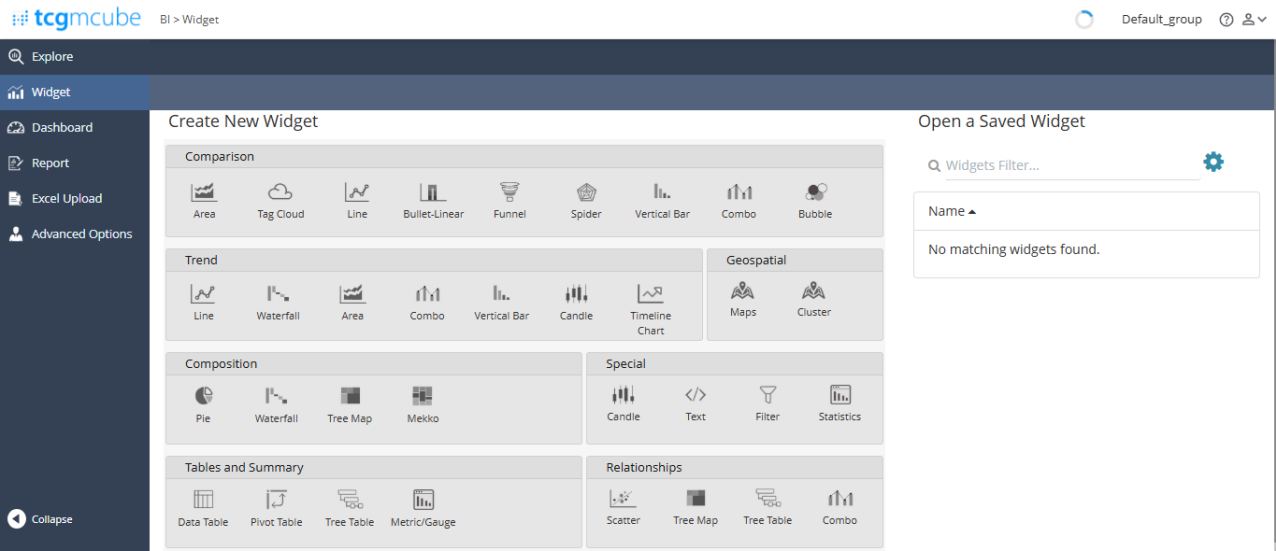 tcgmcube
BI > Widget
Default_group
Explore
Widget
Dashboard
Report
Excel Upload
Advanced Options
Collapse
Create New Widget
Comparison
Area
Tag Cloud
Line
Bullet-Linear
Funnel
Spider
Vertical Bar
Combo
Bubble
Trend
Line
Waterfall
Area
Combo
Vertical Bar
Candle
Timeline
Chart
Geospatial
Maps
Cluster
Composition
Pie
Waterfall
Tree Map
Mekko
Special
Candle
Text
Filter
Statistics
Tables and Summary
Data Table
Pivot Table
Tree Table
Metric/Gauge
Relationships
Scatter
Tree Map
Tree Table
Combo
Open a Saved Widget
Widgets Filter...
Name
No matching widgets found.